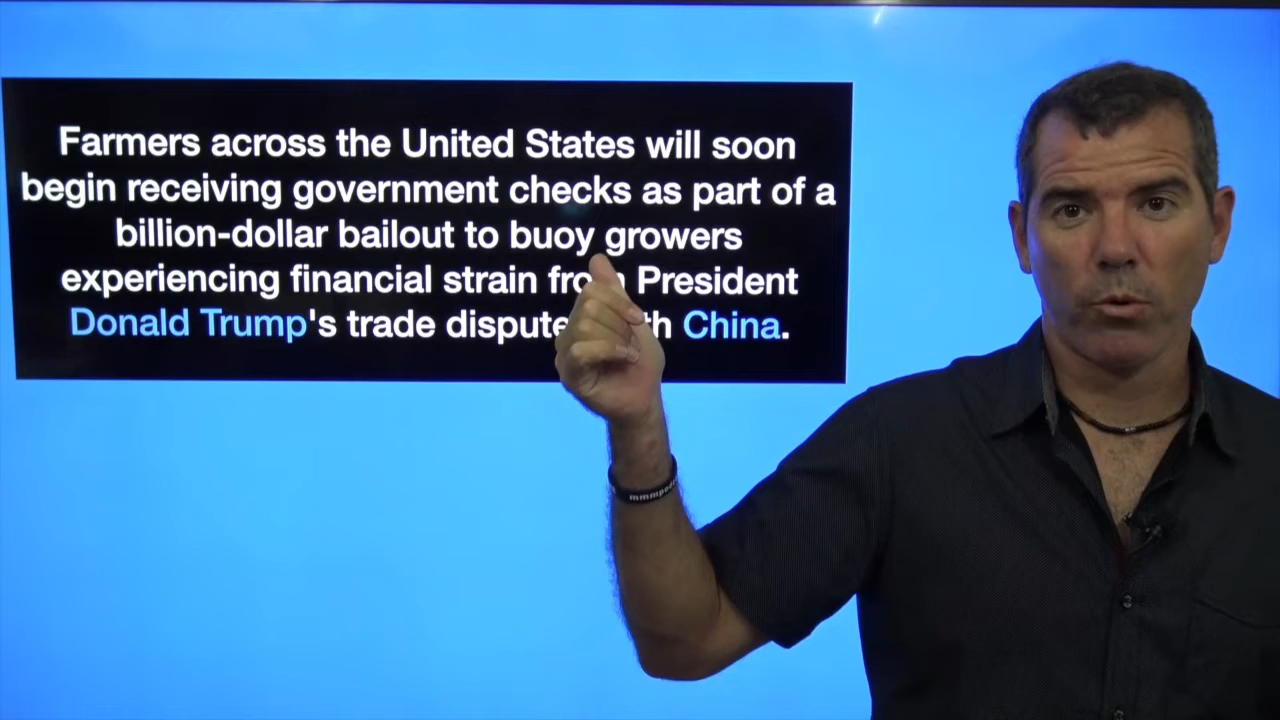 Farmers across the United States will soon
begin receiving government checks as part of a
billion-dollar bailout to buoy growers
experiencing financial strain President
Donald Trump's trade dispute China.